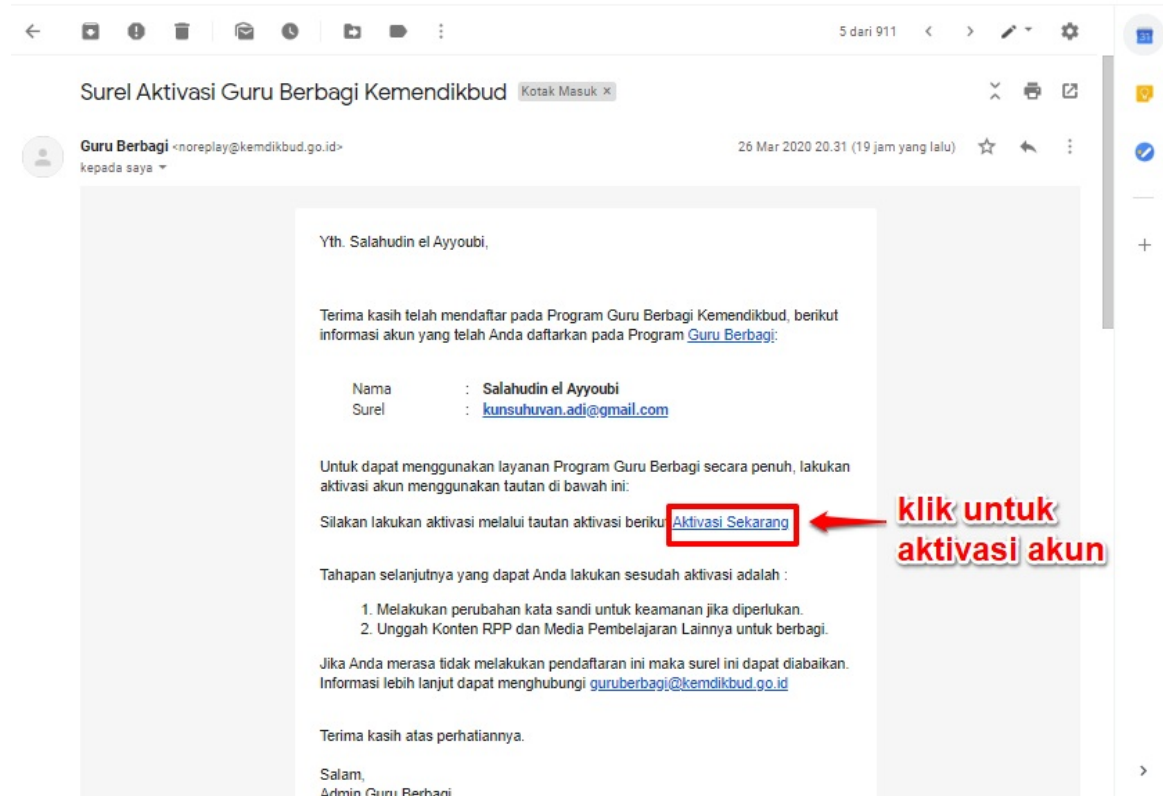 5 dari 911
31
Surel Aktivasi Guru Berbagi Kemendikbud Kotak Masuk ×
Guru Berbagi <noreplay@kemdikbud.go.id> 26 Mar 2020 20.31 (19 jam yang lalu)
kepada saya
Yth. Salahudin el Ayyoubi,
Terima kasih telah mendaftar pada Program Guru Berbagi Kemendikbud, berikut
informasi akun yang telah Anda daftarkan pada Program Guru Berbagi:
Nama : Salahudin el Ayyoubi
Surel : kunsuhuvan.adi@gmail.com
Untuk dapat menggunakan layanan Program Guru Berbagi secara penuh, lakukan
aktivasi akun menggunakan tautan di bawah ini:
Silakan lakukan aktivasi melalui tautan aktivasi berikut Aktivasi Sekarang
klik untuk
aktivasi akun
Tahapan selanjutnya yang dapat Anda lakukan sesudah aktivasi adalah :
1. Melakukan perubahan kata sandi untuk keamanan jika diperlukan.
2. Unggah Konten RPP dan Media Pembelajaran Lainnya untuk berbagi.
Jika Anda merasa tidak melakukan pendaftaran ini maka surel ini dapat diabaikan.
Informasi lebih lanjut dapat menghubungi guruberbagi@kemdikbud.go.id
Terima kasih atas perhatiannya.
Salam,
Admin Guru Berbagi